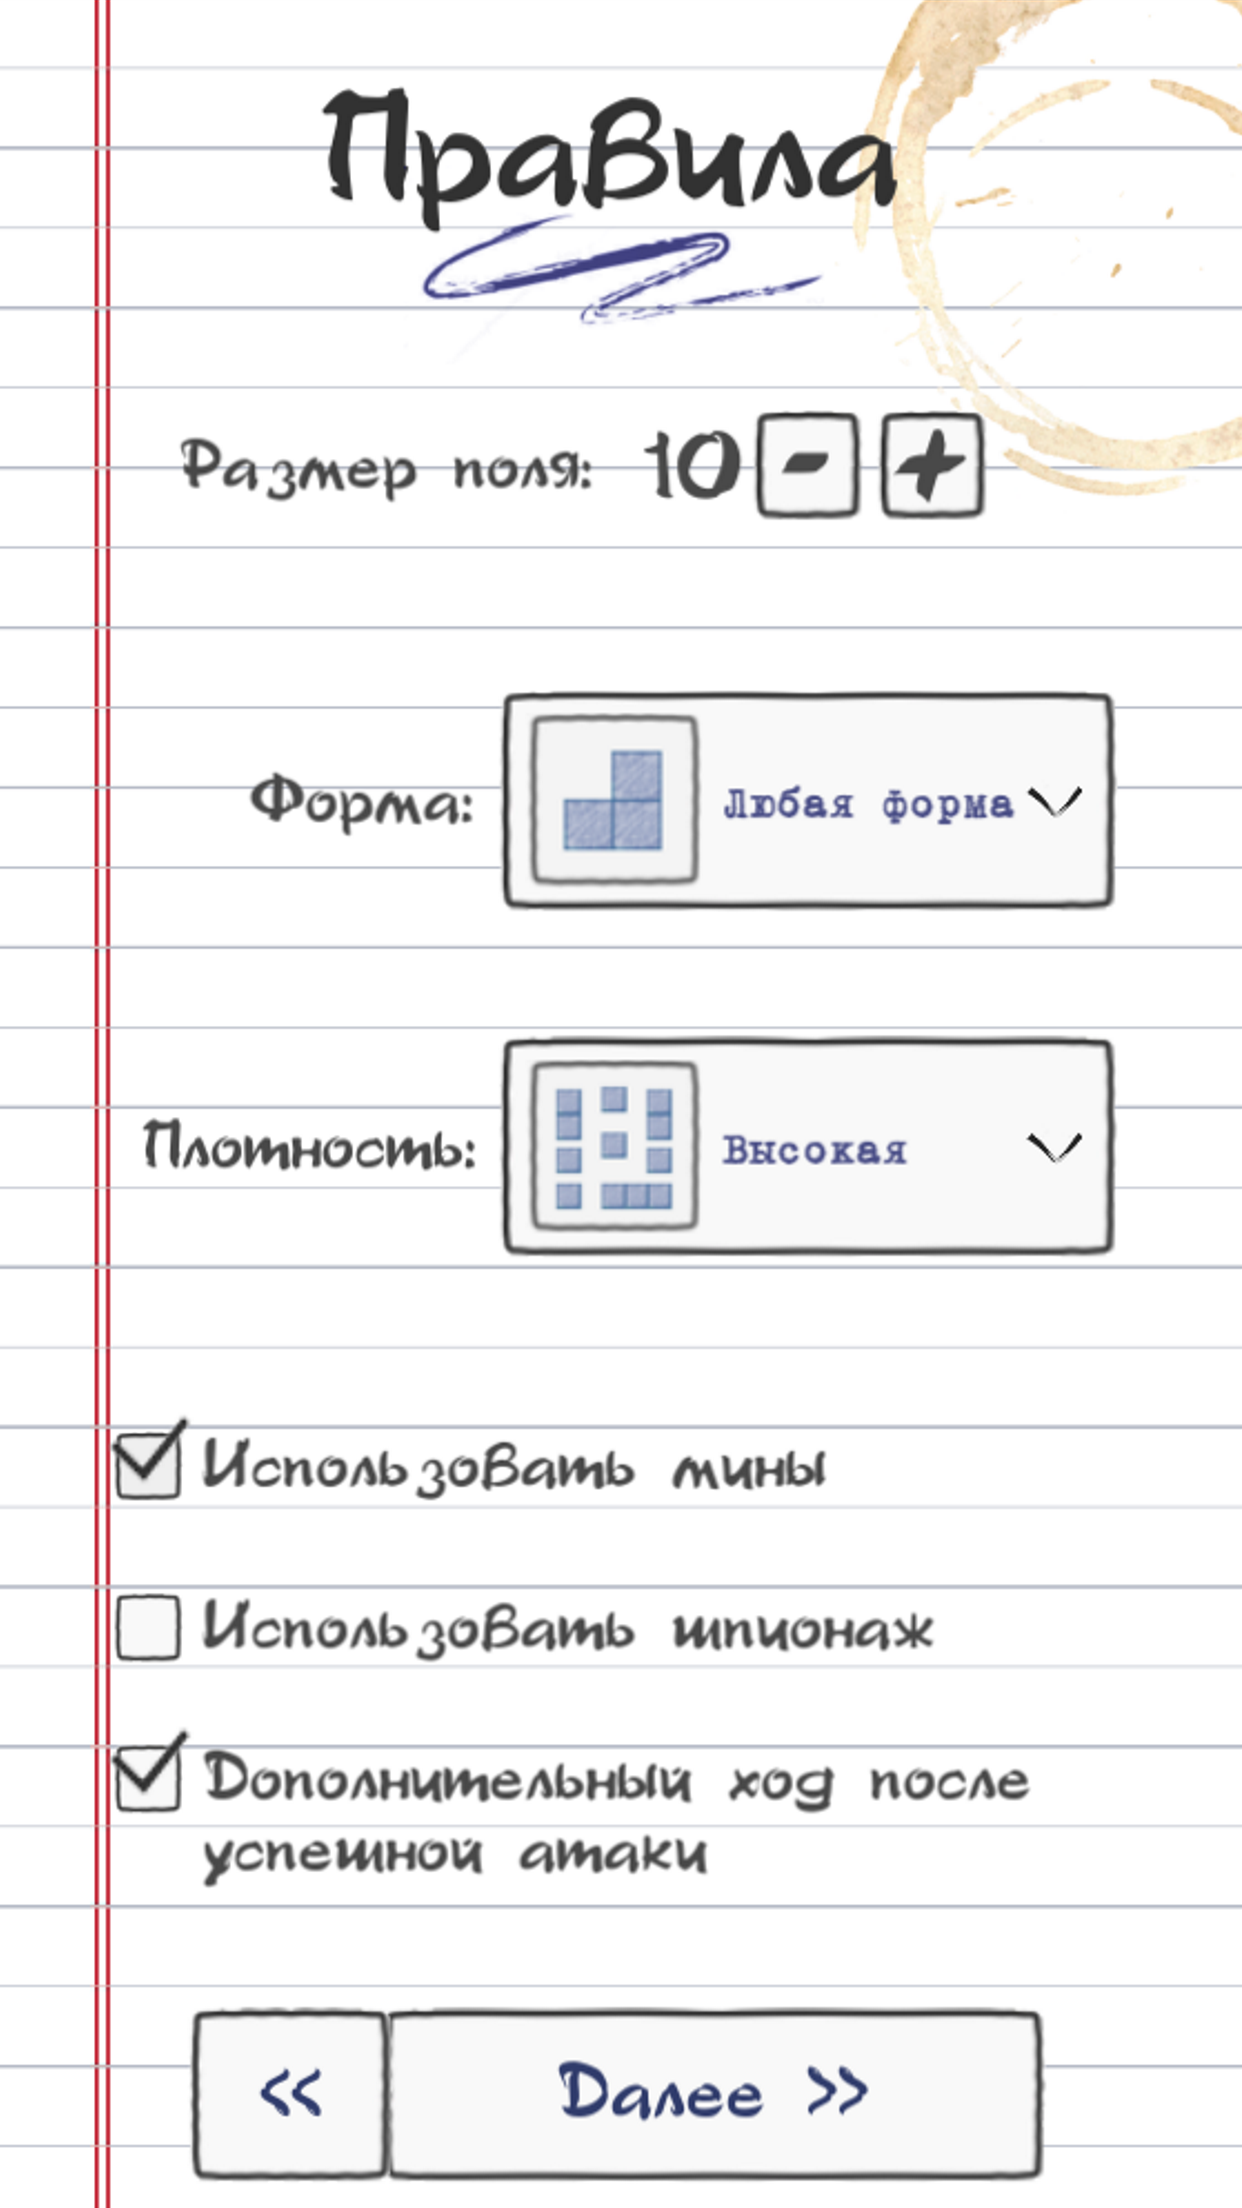 Правила
Размер поля: 10 - +
Форма: Любая форма
Плотность: Высокая
Использовать мины
Использовать шпионаж
Дополнительный ход после
успешной атаки
<< Далее >>